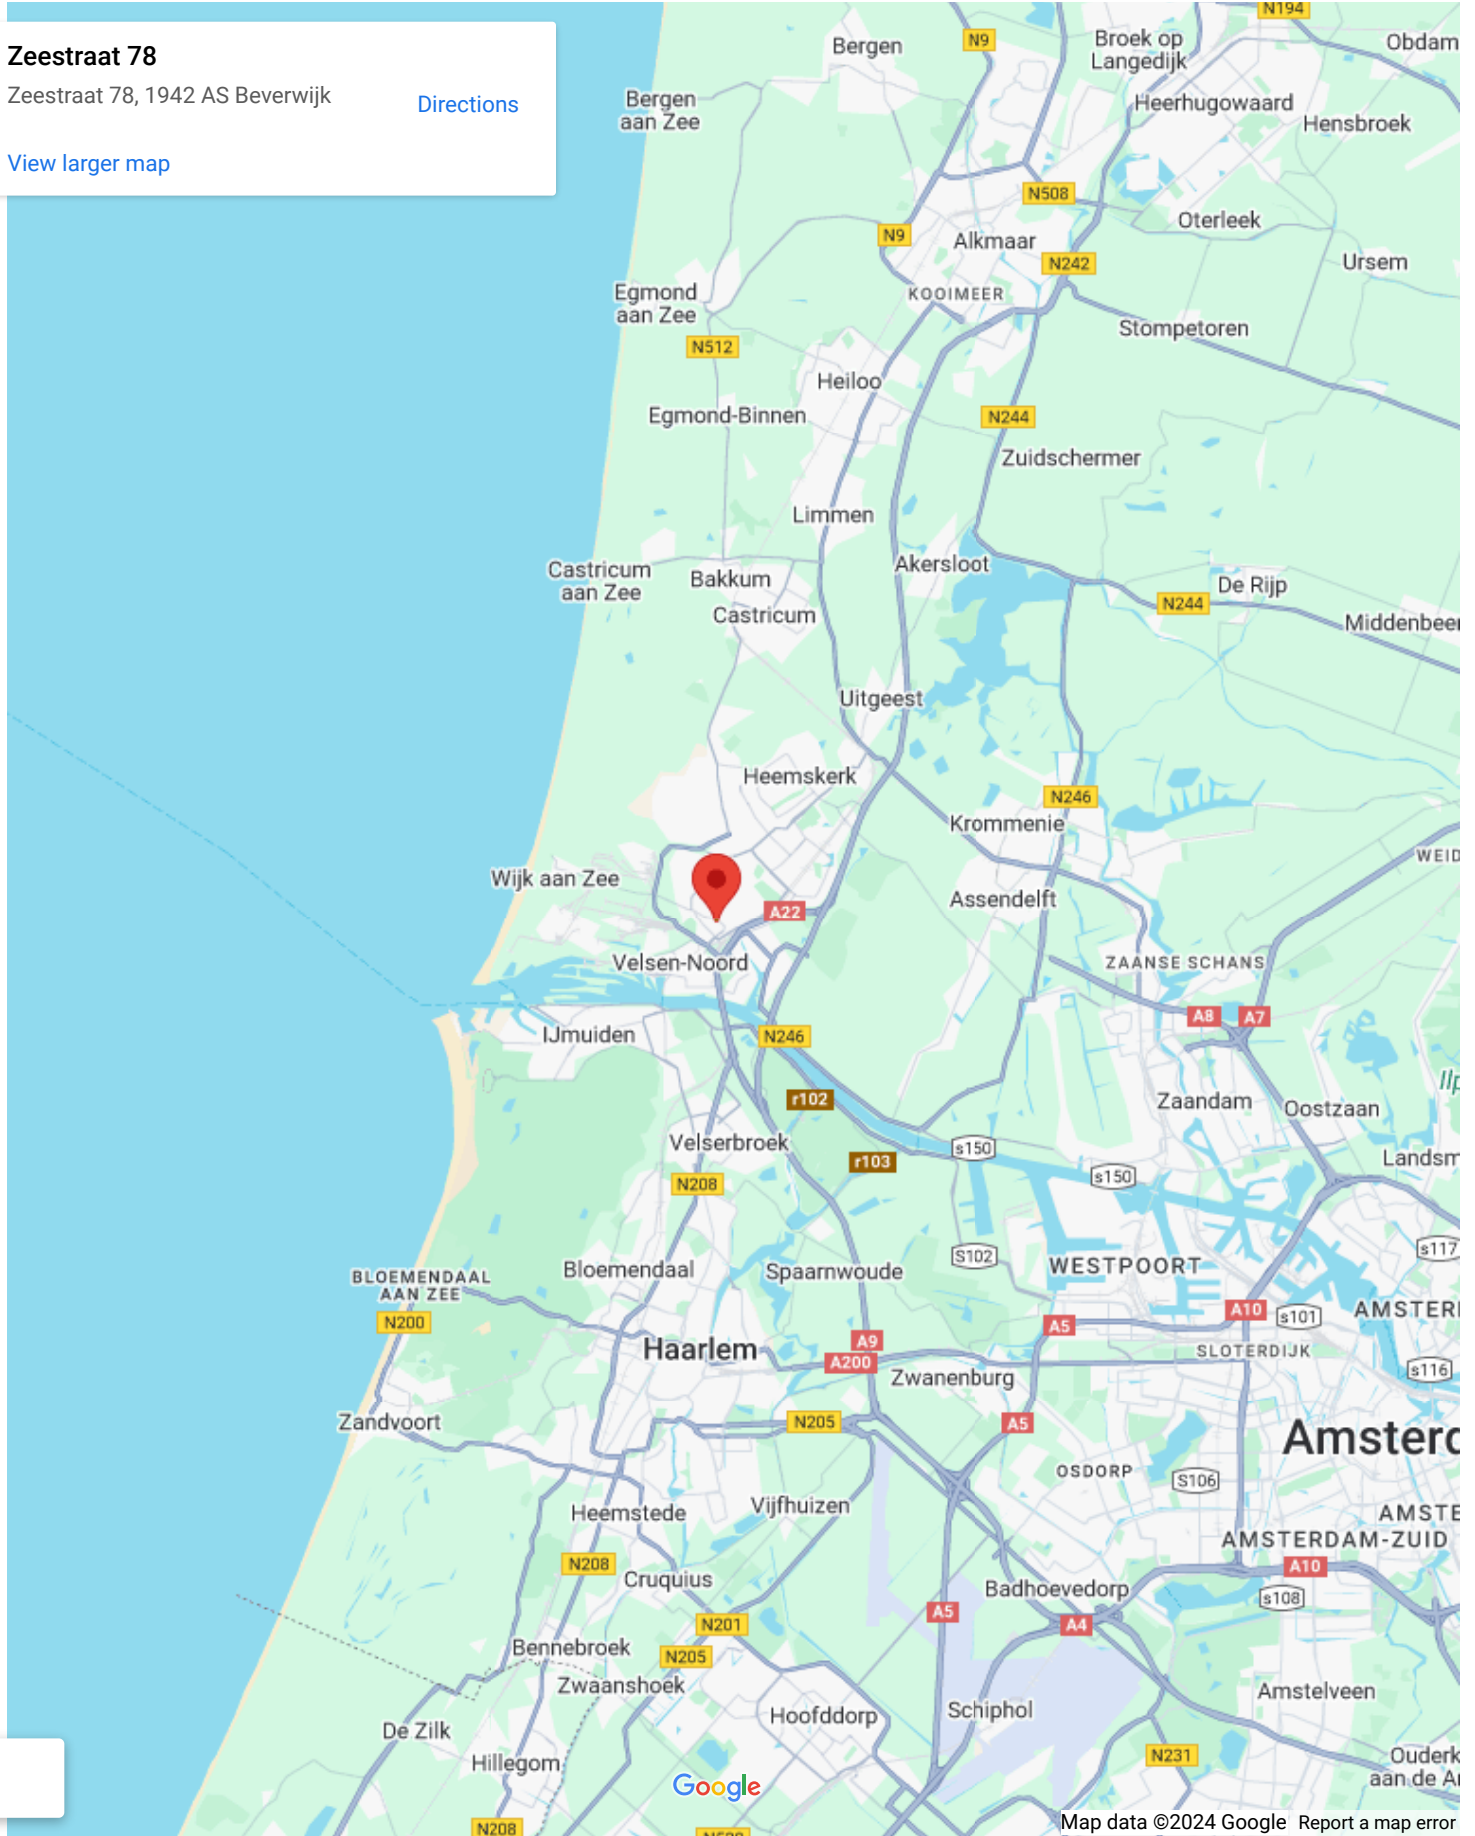 Zeestraat 78
Zeestraat 78, 1942 AS Beverwijk
Directions
View larger map
N194
Bergen
N9
Broek op
Langedijk
Obdam
Bergen
aan Zee
Heerhugowaard
Hensbroek
N508
Oterleek
N9
Alkmaar
N242
Ursem
Egmond
aan Zee
KOOIMEER
Stompetoren
N512
Heiloo
Egmond-Binnen
N244
Zuidschermer
Limmen
Castricum
aan Zee
Bakkum
Akersloot
De Rijp
N244
Castricum
Middenbeer
Uitgeest
Heemskerk
N246
Krommenie
WEID
Wijk aan Zee
A22
Assendelft
Velsen-Noord
ZAANSE SCHANS
A8
A7
IJmuiden
N246
Ilp
r102
Zaandam
Oostzaan
Velserbroek
s150
r103
Landsm
s150
N208
s117
S102
BLOEMENDAAL
AAN ZEE
Bloemendaal
Spaarnwoude
WESTPOORT
N200
A10
s101
AMSTER
A5
Haarlem
A9
A200
SLOTERDIJK
s116
Zwanenburg
Zandvoort
N205
A5
Amsterd
OSDORP
S106
Heemstede
Vijfhuizen
AMSTE
AMSTERDAM-ZUID
N208
A10
Cruquius
Badhoevedorp
s108
N201
A5
A4
Bennebroek
N205
Zwaanshoek
Hoofddorp
Schiphol
Amstelveen
De Zilk
Hillegom
N231
Ouderk
aan de A
Google
N208
Map data ©2024 Google
Report a map error